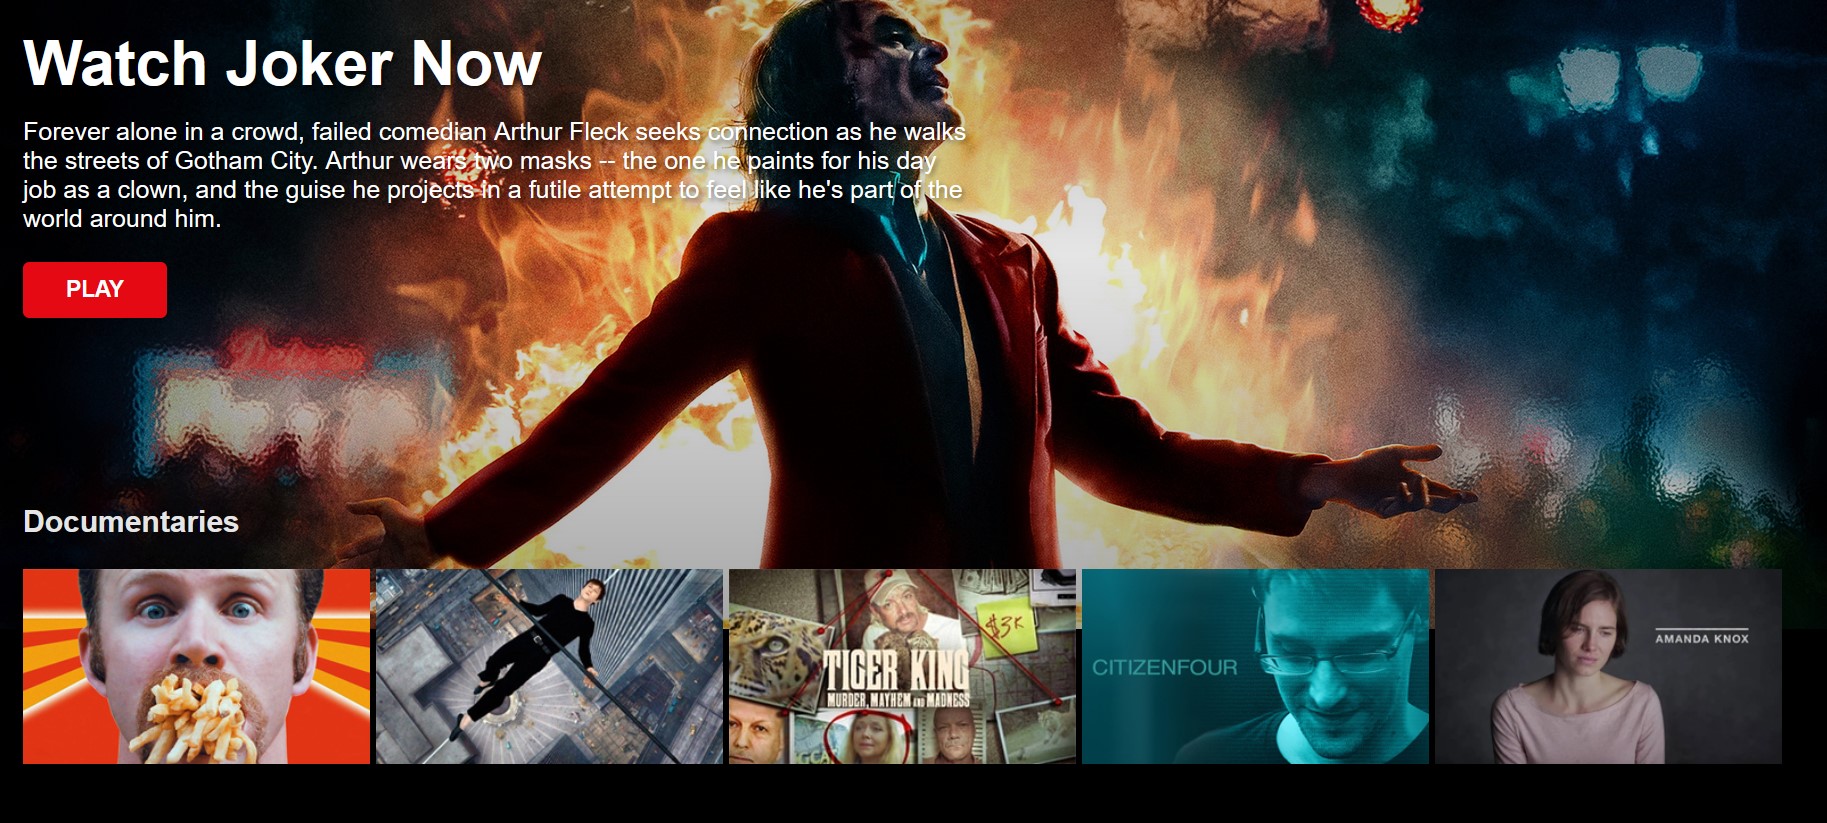 Watch Joker Now
Forever alone in a crowd, failed comedian Arthur Fleck seeks connection as he walks
the streets of Gotham City. Arthur wears two masks -- the one he paints for his day
job as a clown, and the guise he projects in a futile attempt to feel like he's part of the
world around him.
PLAY
Documentaries
$3K
TIGER KING
MURDER, MAYHEM AND MADNESS
CITIZENFOUR
AMANDA KNOX